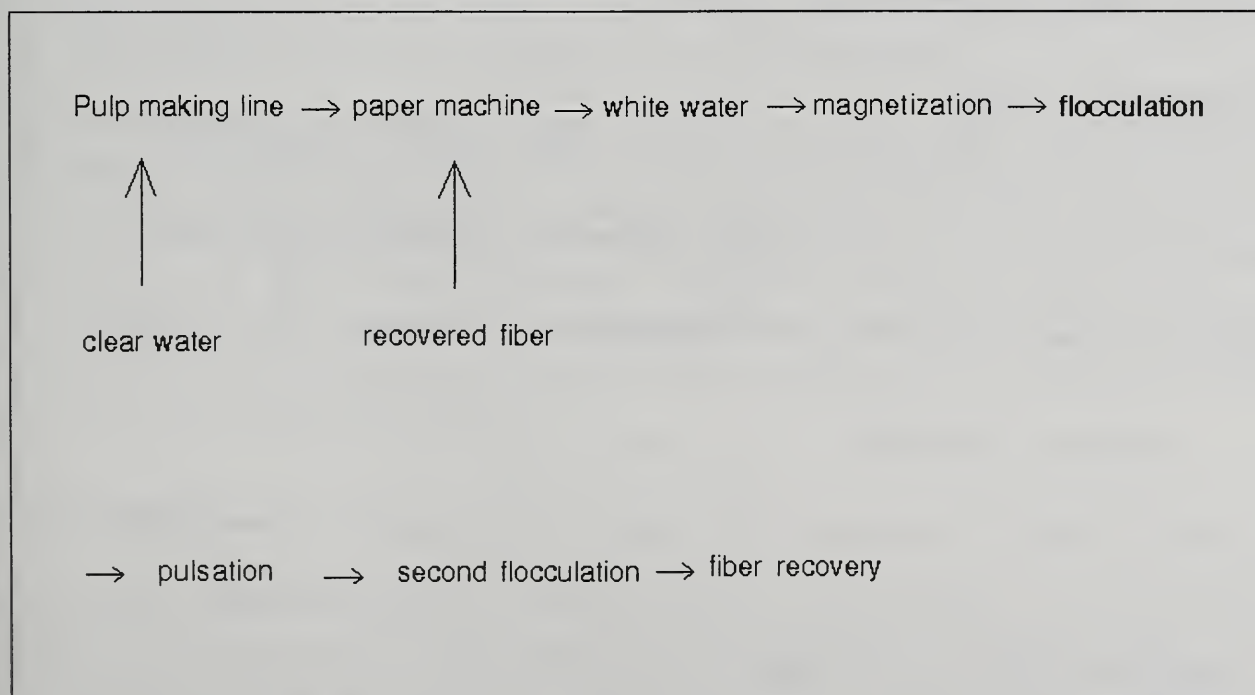 Pulp making line → paper machine → white water → magnetization → flocculation
clear water
recovered fiber
→ pulsation → second flocculation → fiber recovery